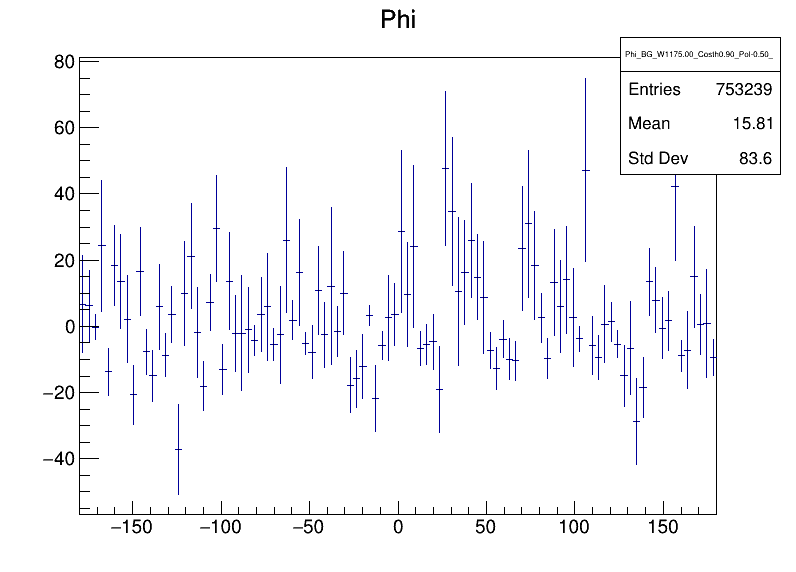 Phi
Phi_BG_W1175.00_Costh0.90_Pol-0.50_
Entries 753239
Mean 15.81
Std Dev 83.6
80
60
40
20
0
−20
−40
−150 −100 −50 0 50 100 150